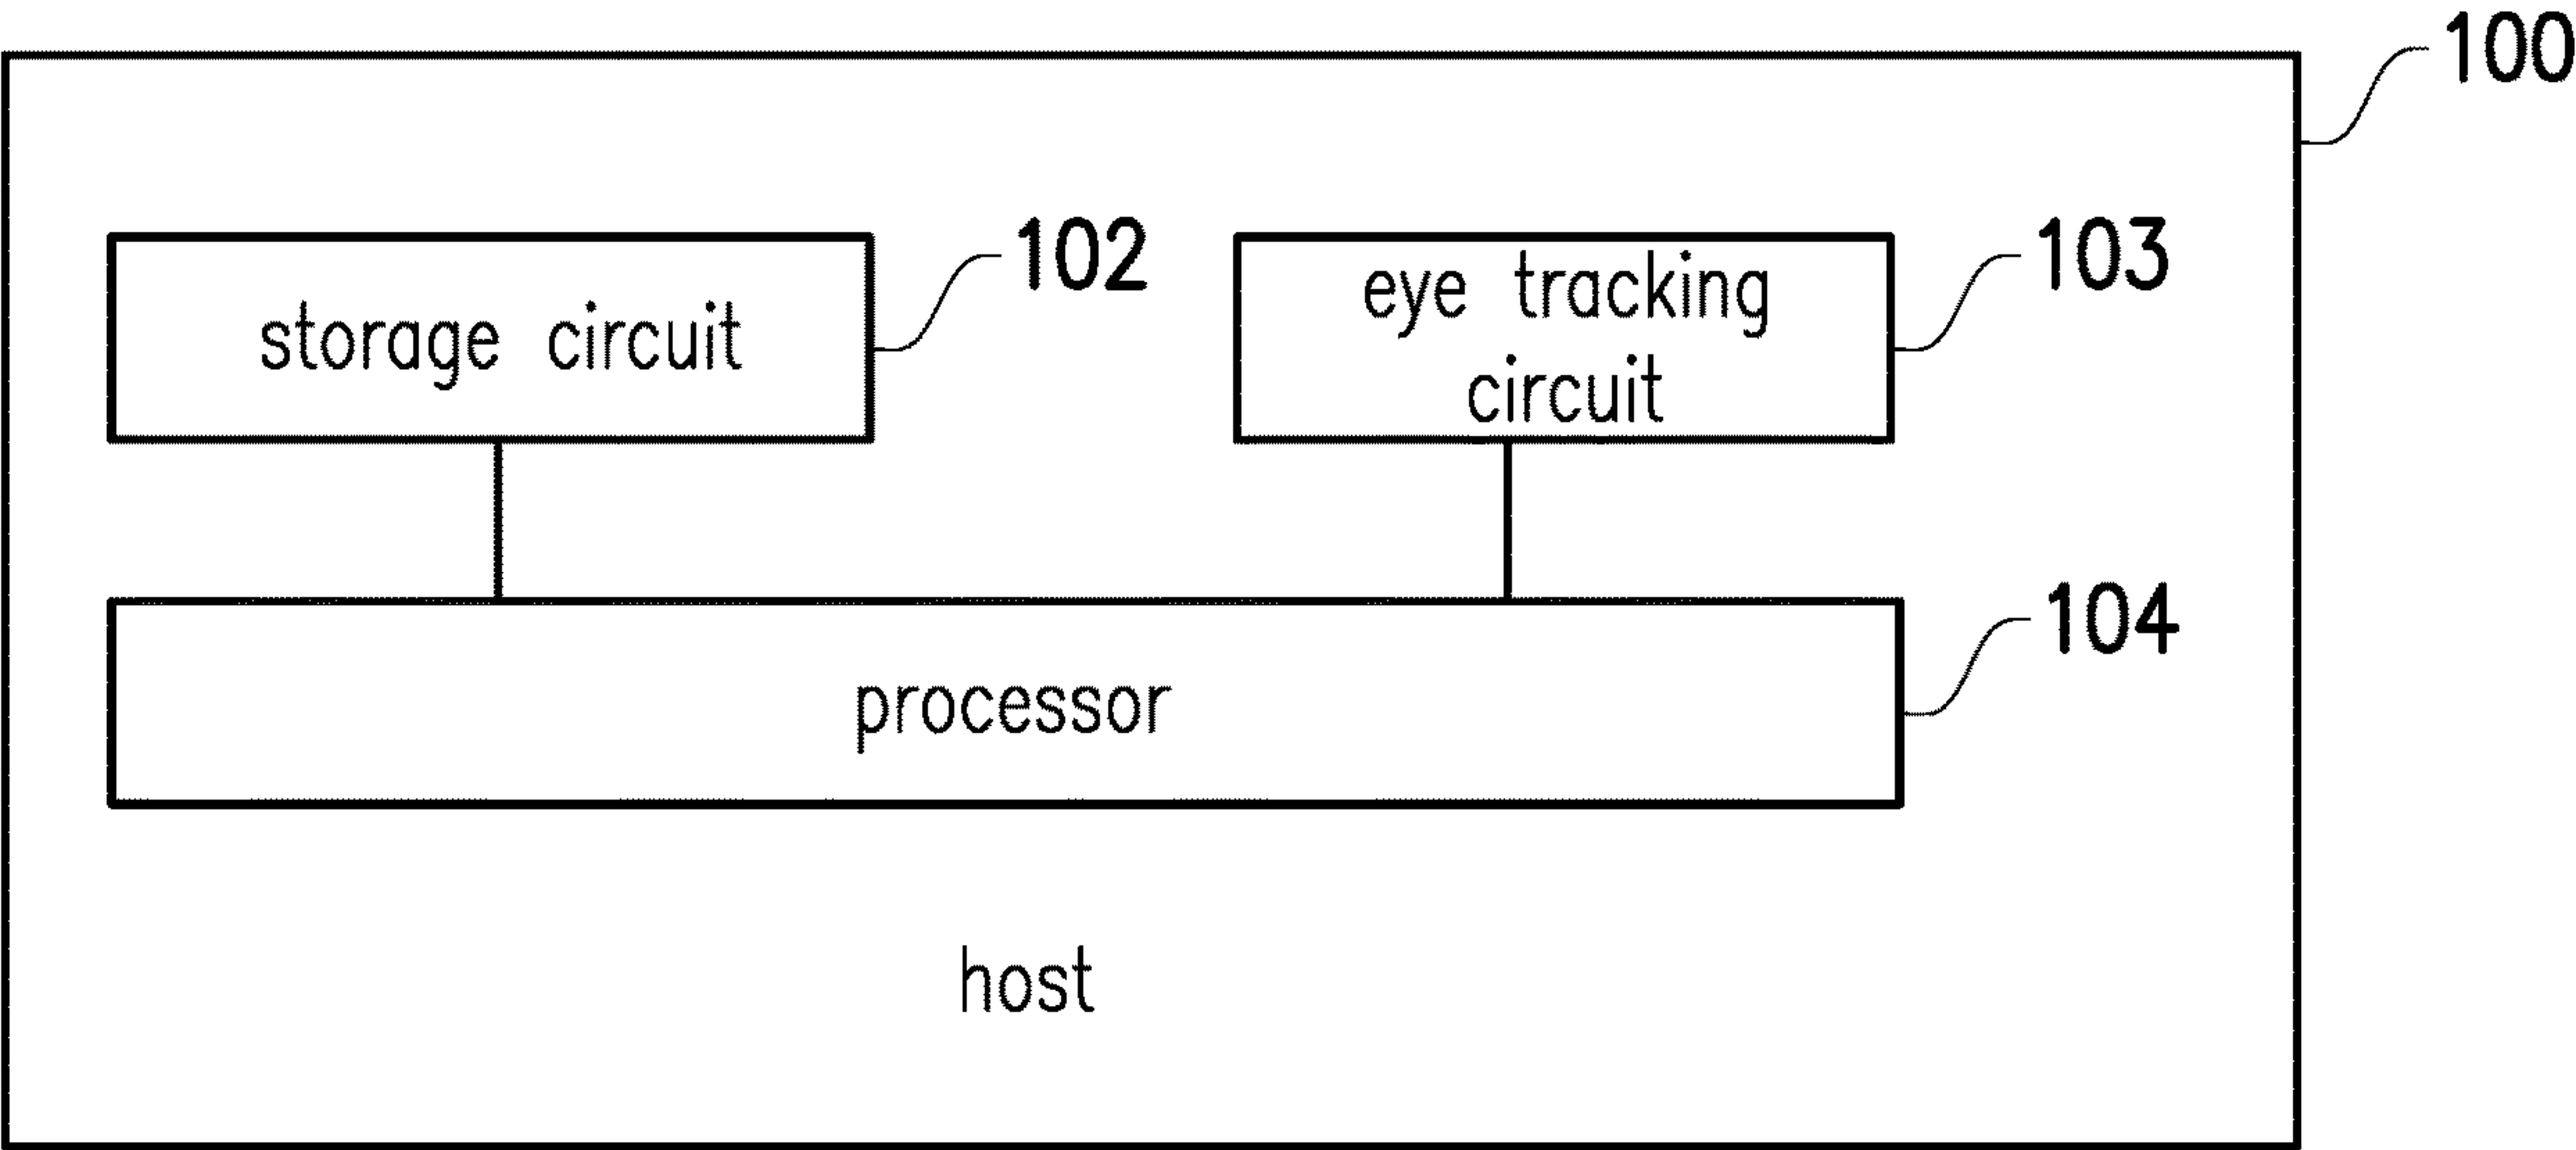 100
102
103
storage circuit
eye tracking
circuit
104
processor
host